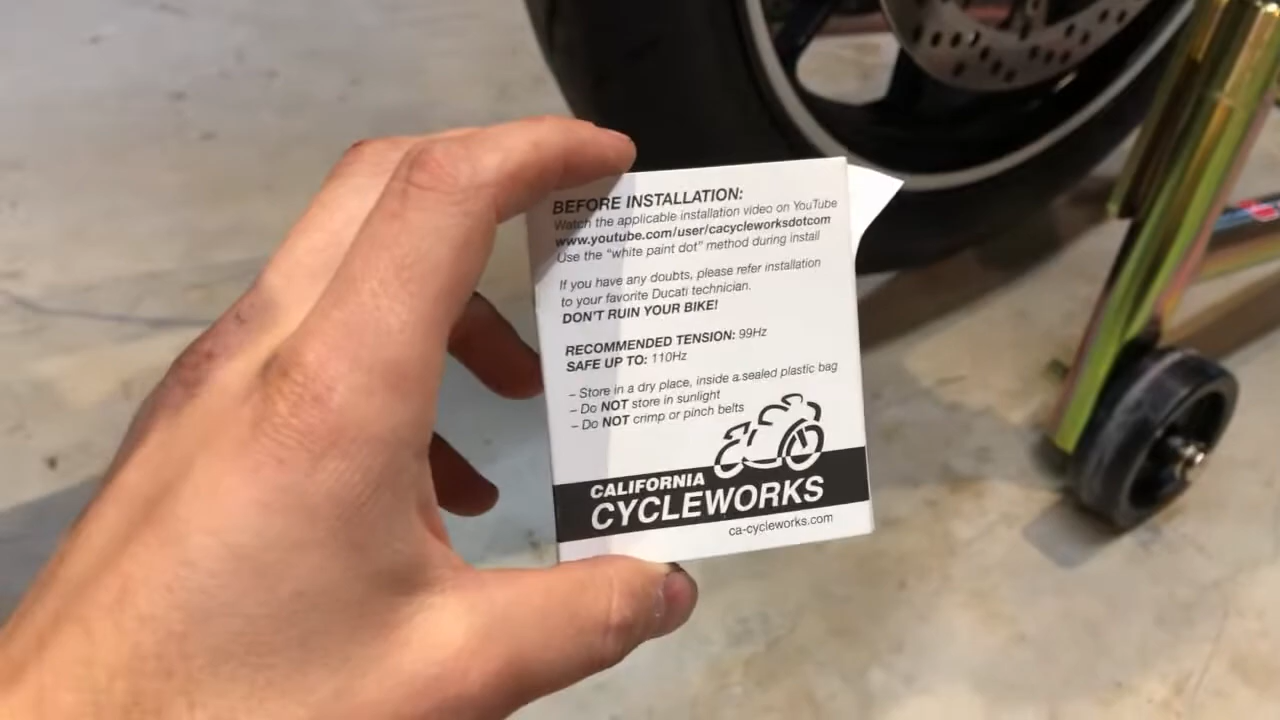 BEFORE INSTALLATION:
Watch the applicable installation video on YouTube
www.youtube.com/user/cacycleworksdotcom
Use the “white paint dot” method during install
If you have any doubts, please refer installation
to your favorite Ducati technician.
DON'T RUIN YOUR BIKE!
RECOMMENDED TENSION: 99Hz
SAFE UP TO: 110Hz
– Store in a dry place, inside a sealed plastic bag
– Do NOT store in sunlight
– Do NOT crimp or pinch belts
CALIFORNIA
CYCLEWORKS
ca-cycleworks.com